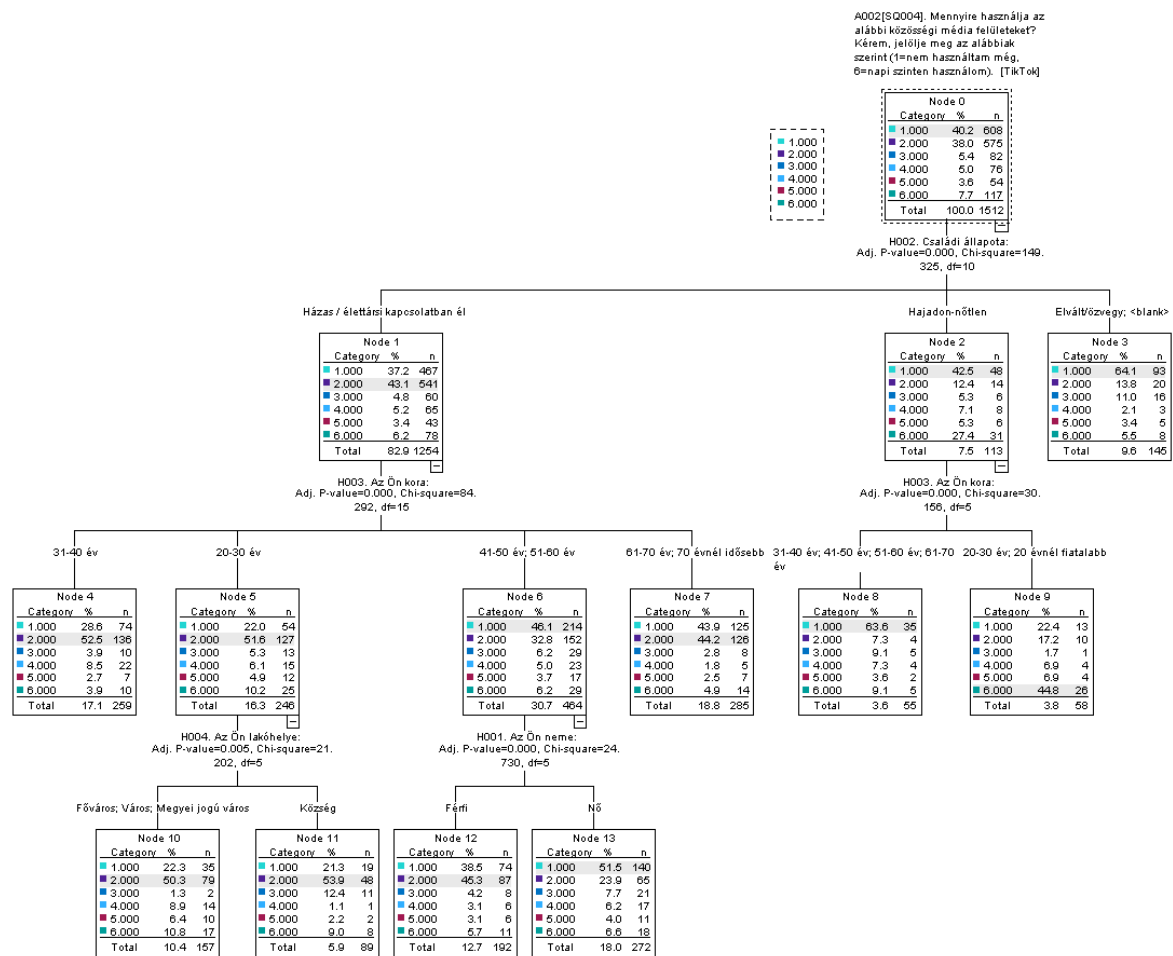 A002[SQ004]. Mennyire használja az
alábbi közösségi média felületeket?
Kérem, jelölje meg az alábbiak
szerint (1=nem használtam még,
6=napi szinten használom). [TikTok]
Node 0
Category % n
1.000 40.2 608
2.000 38.0 575
3.000 5.4 82
4.000 5.0 76
5.000 3.6 54
6.000 7.7 117
Total 100.0 1512
1.000
2.000
3.000
4.000
5.000
6.000
H002. Családi állapota:
Adj. P-value=0.000, Chi-square=149.
325, df=10
Házas / élettársi kapcsolatban él
Node 1
Category % n
1.000 37.2 467
2.000 43.1 541
3.000 4.8 60
4.000 5.2 65
5.000 3.4 43
6.000 6.2 78
Total 82.9 1254
Hajadon-nőtlen
Node 2
Category % n
1.000 42.5 48
2.000 12.4 14
3.000 5.3 6
4.000 7.1 8
5.000 5.3 6
6.000 27.4 31
Total 7.5 113
Elvált/özvegy; <blank>
Node 3
Category % n
1.000 64.1 93
2.000 13.8 20
3.000 11.0 16
4.000 2.1 3
5.000 3.4 5
6.000 5.5 8
Total 9.6 145
H003. Az Ön kora:
Adj. P-value=0.000, Chi-square=84.
292, df=15
H003. Az Ön kora:
Adj. P-value=0.000, Chi-square=30.
156, df=5
31-40 év
Node 4
Category % n
1.000 28.6 74
2.000 52.5 136
3.000 3.9 10
4.000 8.5 22
5.000 2.7 7
6.000 3.9 10
Total 17.1 259
20-30 év
Node 5
Category % n
1.000 22.0 54
2.000 51.6 127
3.000 5.3 13
4.000 6.1 15
5.000 4.9 12
6.000 10.2 25
Total 16.3 246
41-50 év; 51-60 év
Node 6
Category % n
1.000 46.1 214
2.000 32.8 152
3.000 6.2 29
4.000 5.0 23
5.000 3.7 17
6.000 6.2 29
Total 30.7 464
61-70 év; 70 évnél idősebb
Node 7
Category % n
1.000 43.9 125
2.000 44.2 126
3.000 2.8 8
4.000 1.8 5
5.000 2.5 7
6.000 4.9 14
Total 18.8 285
31-40 év; 41-50 év; 51-60 év; 61-70
év
Node 8
Category % n
1.000 63.6 35
2.000 7.3 4
3.000 9.1 5
4.000 7.3 4
5.000 3.6 2
6.000 9.1 5
Total 3.6 55
20-30 év; 20 évnél fiatalabb
Node 9
Category % n
1.000 22.4 13
2.000 17.2 10
3.000 1.7 1
4.000 6.9 4
5.000 6.9 4
6.000 44.8 26
Total 3.8 58
H004. Az Ön lakóhelye:
Adj. P-value=0.005, Chi-square=21.
202, df=5
H001. Az Ön neme:
Adj. P-value=0.000, Chi-square=24.
730, df=5
Főváros; Város; Megyei jogú város
Node 10
Category % n
1.000 22.3 35
2.000 50.3 79
3.000 1.3 2
4.000 8.9 14
5.000 6.4 10
6.000 10.8 17
Total 10.4 157
Község
Node 11
Category % n
1.000 21.3 19
2.000 53.9 48
3.000 12.4 11
4.000 1.1 1
5.000 2.2 2
6.000 9.0 8
Total 5.9 89
Férfi
Node 12
Category % n
1.000 38.5 74
2.000 45.3 87
3.000 4.2 8
4.000 3.1 6
5.000 3.1 6
6.000 5.7 11
Total 12.7 192
Nő
Node 13
Category % n
1.000 51.5 140
2.000 23.9 65
3.000 7.7 21
4.000 6.2 17
5.000 4.0 11
6.000 6.6 18
Total 18.0 272